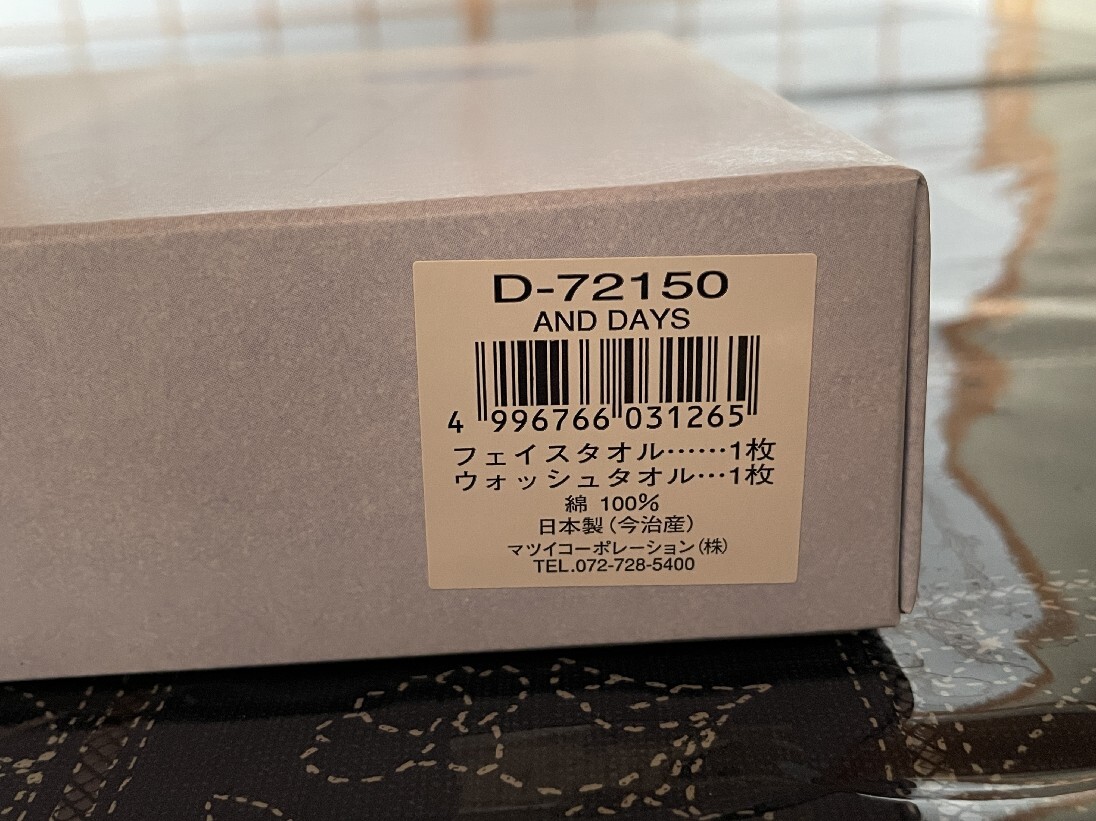 D-72150
AND DAYS
4 996766 031265
フェイスタオル……1枚
ウォッシュタオル…1枚
綿 100%
日本製(今治産)
マツイコーポレーション(株)
TEL.072-728-5400